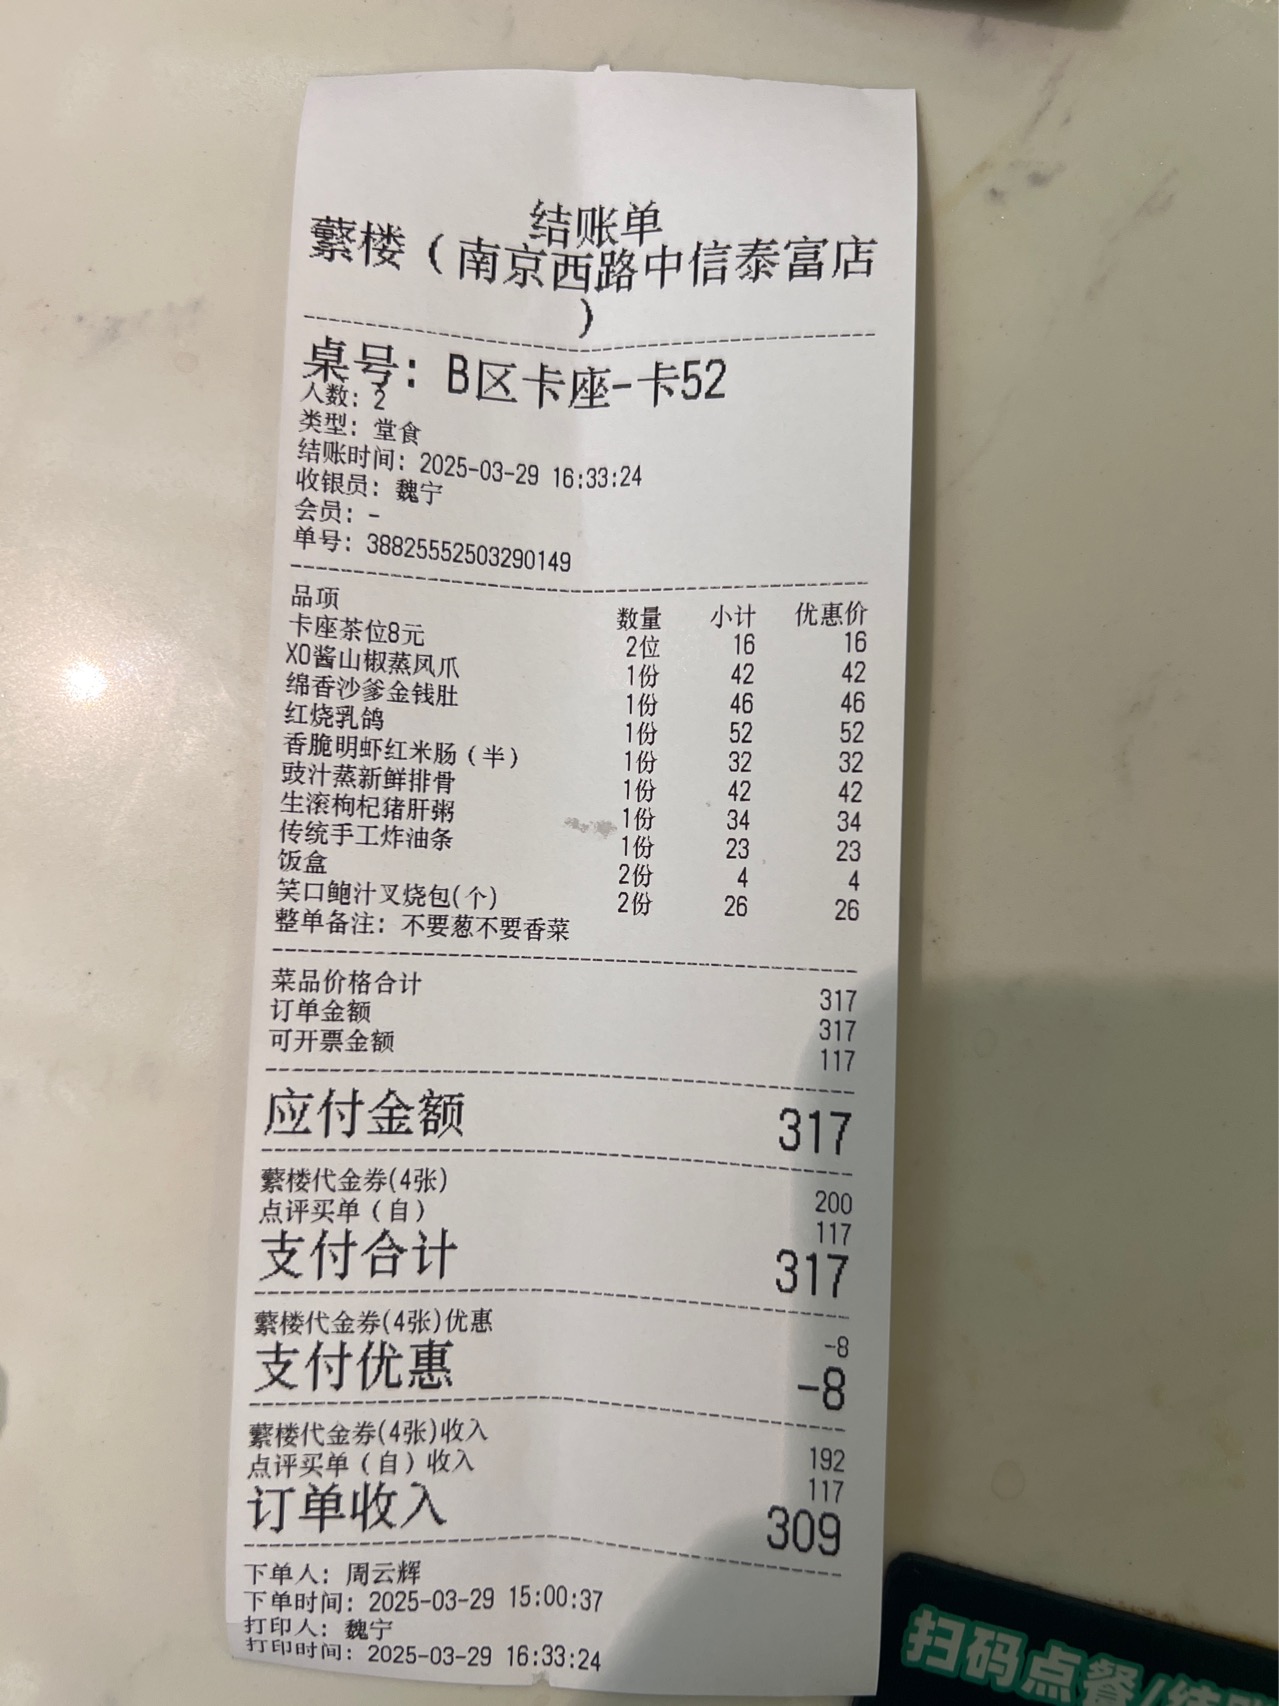 结账单
蘩楼（南京西路中信泰富店
）
桌号: B区卡座-卡52
人数: 2
类型: 堂食
结账时间: 2025-03-29 16:33:24
收银员: 魏宁
会员: -
单号: 38825552503290149
品项 数量 小计 优惠价
卡座茶位8元 2位 16 16
XO酱山椒蒸凤爪 1份 42 42
绵香沙爹金钱肚 1份 46 46
红烧乳鸽 1份 52 52
香脆明虾红米肠（半） 1份 32 32
豉汁蒸新鲜排骨 1份 42 42
生滚枸杞猪肝粥 1份 34 34
传统手工炸油条 1份 23 23
饭盒 2份 4 4
笑口鲍汁叉烧包(个) 2份 26 26
整单备注: 不要葱不要香菜
菜品价格合计 317
订单金额 317
可开票金额 117
应付金额 317
蘩楼代金券(4张) 200
点评买单（自） 117
支付合计 317
蘩楼代金券(4张)优惠 -8
支付优惠 -8
蘩楼代金券(4张)收入 192
点评买单（自）收入 117
订单收入 309
下单人: 周云辉
下单时间: 2025-03-29 15:00:37
打印人: 魏宁
打印时间: 2025-03-29 16:33:24
扫码点餐/